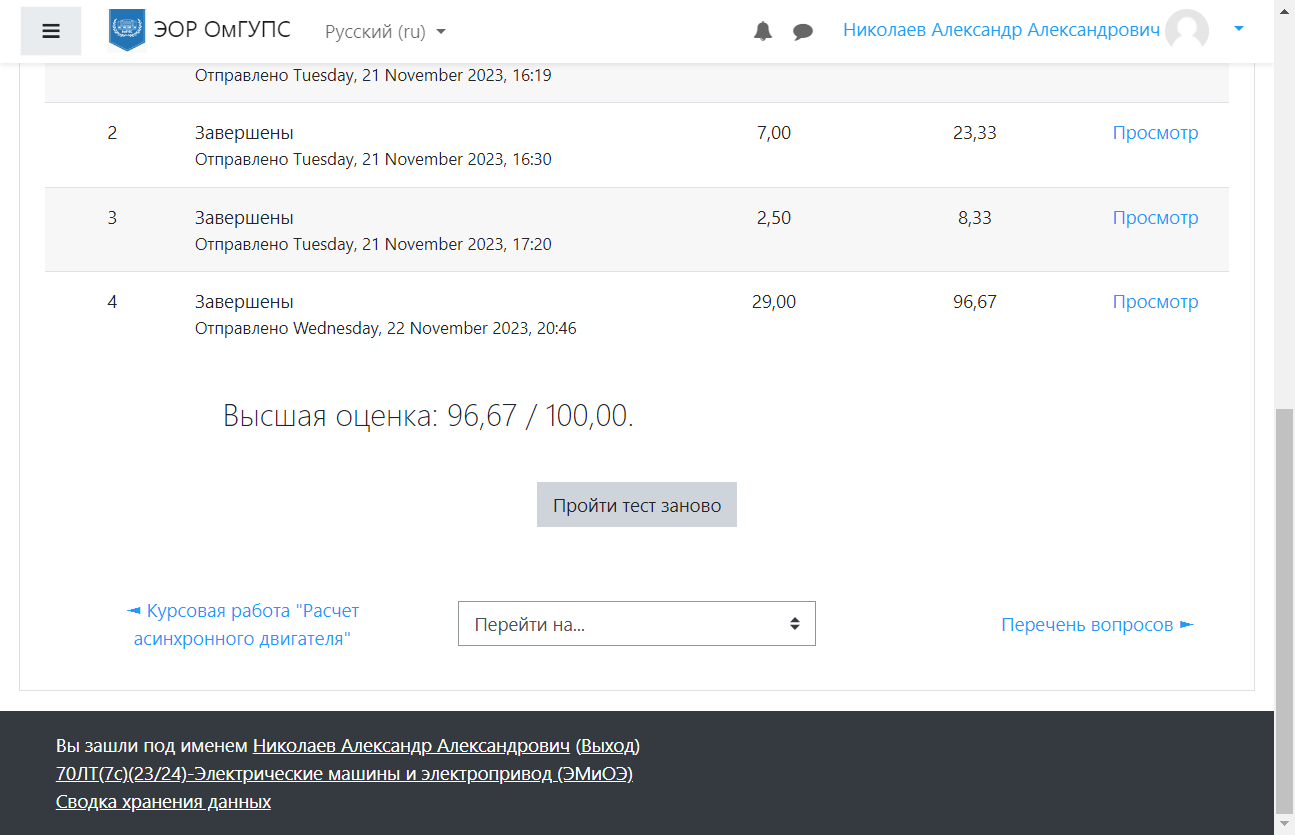 ЭОР ОмГУПС
Русский (ru)
Николаев Александр Александрович
Отправлено Tuesday, 21 November 2023, 16:19
2 Завершены 7,00 23,33 Просмотр
Отправлено Tuesday, 21 November 2023, 16:30
3 Завершены 2,50 8,33 Просмотр
Отправлено Tuesday, 21 November 2023, 17:20
4 Завершены 29,00 96,67 Просмотр
Отправлено Wednesday, 22 November 2023, 20:46
Высшая оценка: 96,67 / 100,00.
Пройти тест заново
◄ Курсовая работа "Расчет
асинхронного двигателя"
Перейти на...
Перечень вопросов ►
Вы зашли под именем Николаев Александр Александрович (Выход)
70ЛТ(7с)(23/24)-Электрические машины и электропривод (ЭМиОЭ)
Сводка хранения данных